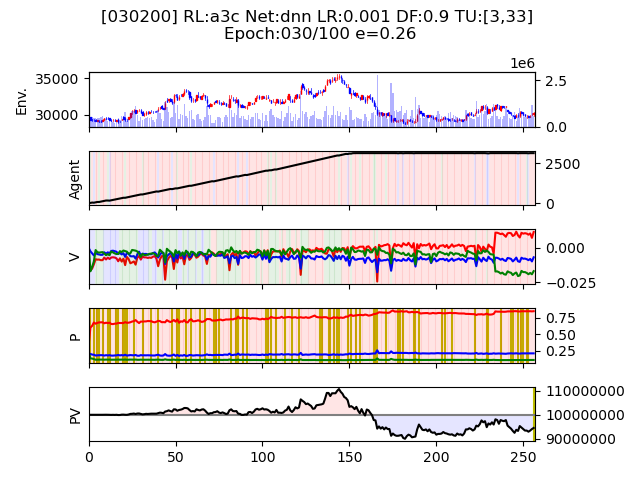 [030200] RL:a3c Net:dnn LR:0.001 DF:0.9 TU:[3,33]
Epoch:030/100 e=0.26
1e6
Env.
35000
30000
2.5
0.0
Agent
2500
0
V
0.000
−0.025
P
0.75
0.50
0.25
PV
110000000
100000000
90000000
0 50 100 150 200 250